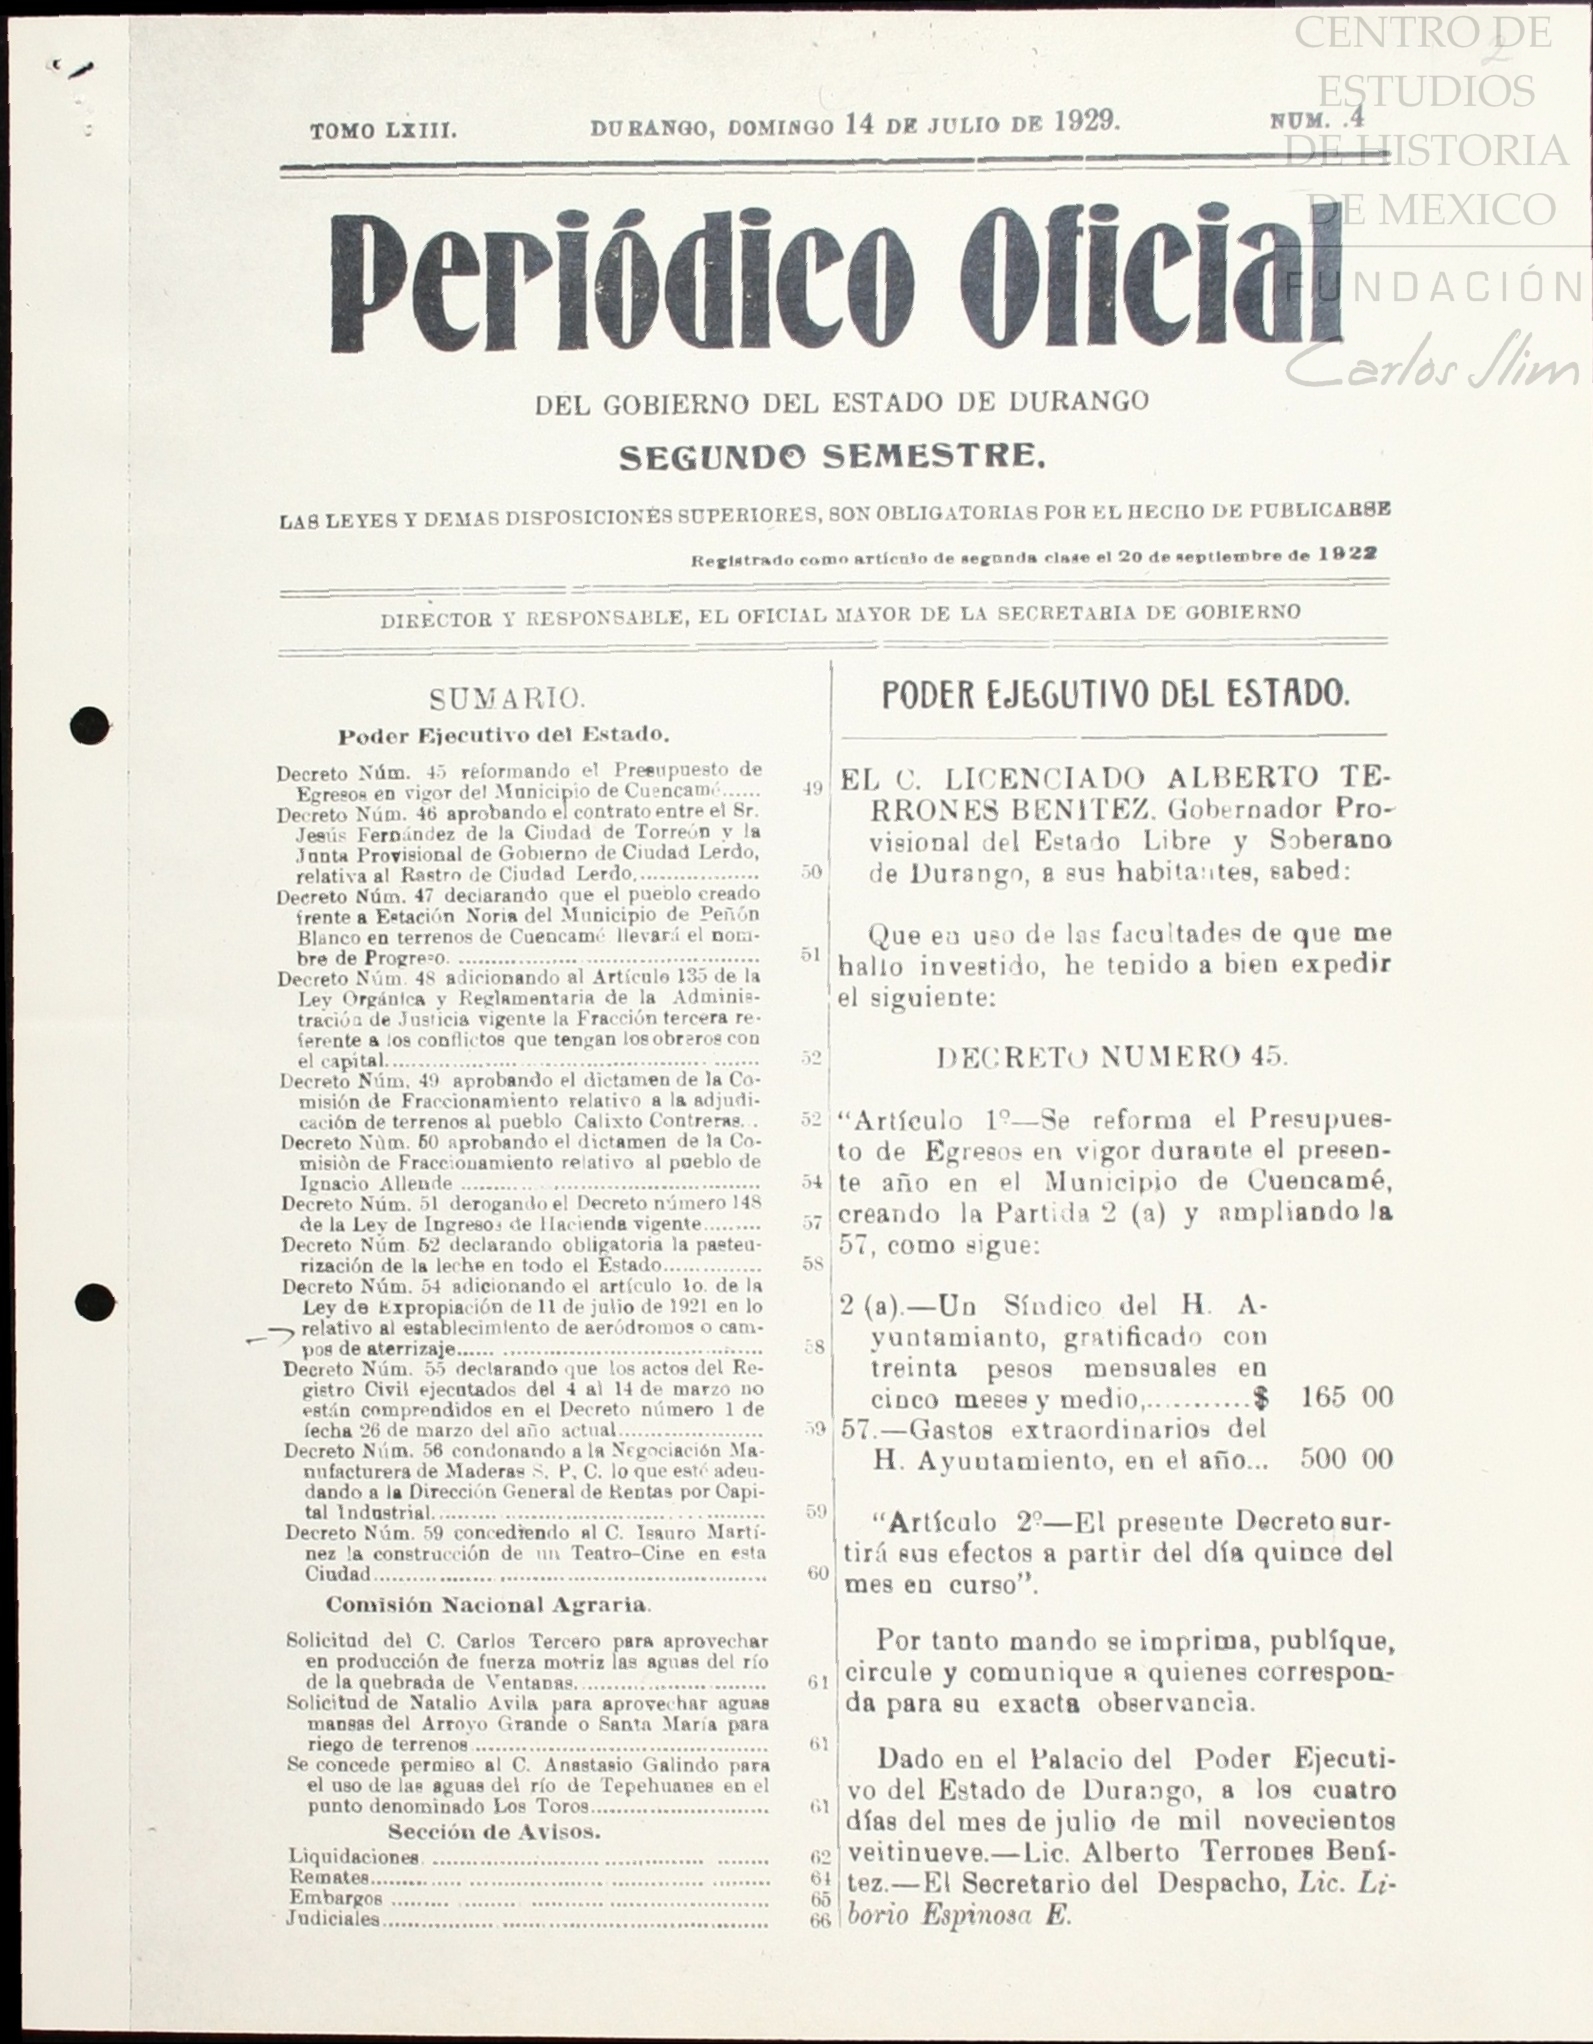 CENTRO DE
ESTUDIOS
DE HISTORIA
DE MEXICO
FUNDACIÓN
Carlos Slim
2
TOMO LXIII.
DURANGO, DOMINGO 14 DE JULIO DE 1929.
NUM. .4
Periódico Oficial
DEL GOBIERNO DEL ESTADO DE DURANGO
SEGUNDO SEMESTRE.
LAS LEYES Y DEMAS DISPOSICIONES SUPERIORES, SON OBLIGATORIAS POR EL HECHO DE PUBLICARSE
Registrado como artículo de segunda clase el 20 de septiembre de 1922
DIRECTOR Y RESPONSABLE, EL OFICIAL MAYOR DE LA SECRETARIA DE GOBIERNO
SUMARIO.
Poder Ejecutivo del Estado.
Decreto Núm. 45 reformando el Presupuesto de
Egresos en vigor del Municipio de Cuencamé...... 49
Decreto Núm. 46 aprobando el contrato entre el Sr.
Jesús Fernández de la Ciudad de Torreón y la
Junta Provisional de Gobierno de Ciudad Lerdo,
relativa al Rastro de Ciudad Lerdo.................. 50
Decreto Núm. 47 declarando que el pueblo creado
frente a Estación Noria del Municipio de Peñón
Blanco en terrenos de Cuencamé llevará el nom-
bre de Progreso. ............................................ 51
Decreto Núm. 48 adicionando al Artículo 135 de la
Ley Orgánica y Reglamentaria de la Adminis-
tración de Justicia vigente la Fracción tercera re-
ferente a los conflictos que tengan los obreros con
el capital...................................................... 52
Decreto Núm. 49 aprobando el dictamen de la Co-
misión de Fraccionamiento relativo a la adjudi-
cación de terrenos al pueblo Calixto Contreras. . . 52
Decreto Nùm. 50 aprobando el dictamen de la Co-
misiòn de Fraccionamiento relativo al pueblo de
Ignacio Allende ............................................ 54
Decreto Núm. 51 derogando el Decreto número 148
de la Ley de Ingresos de Hacienda vigente......... 57
Decreto Núm 52 declarando obligatoria la pasteu-
rización de la leche en todo el Estado............... 58
Decreto Núm. 54 adicionando el artículo 1o. de la
Ley de Expropiación de 11 de julio de 1921 en lo
relativo al establecimiento de aeródromos o cam-
pos de aterrizaje............................................ 58
Decreto Núm. 55 declarando que los actos del Re-
gistro Civil ejecutados del 4 al 14 de marzo no
están comprendidos en el Decreto número 1 de
fecha 26 de marzo del año actual..................... 59
Decreto Núm. 56 condonando a la Negociación Ma-
nufacturera de Maderas S. P. C. lo que esté adeu-
dando a la Dirección General de Rentas por Capi-
tal Industrial................................................ 59
Decreto Núm. 59 concediendo al C. Isauro Martí-
nez la construcción de un Teatro-Cine en esta
Ciudad......................................................... 60
Comisión Nacional Agraria.
Solicitud del C. Carlos Tercero para aprovechar
en producción de fuerza motriz las aguas del río
de la quebrada de Ventanas............................ 61
Solicitud de Natalio Avila para aprovechar aguas
mansas del Arroyo Grande o Santa María para
riego de terrenos .......................................... 61
Se concede permiso al C. Anastasio Galindo para
el uso de las aguas del río de Tepehuanes en el
punto denominado Los Toros.......................... 61
Sección de Avisos.
Liquidaciones. ................................................ 62
Remates......................................................... 64
Embargos ...................................................... 65
Judiciales....................................................... 66
PODER EJECUTIVO DEL ESTADO.
EL C. LICENCIADO ALBERTO TE-
RRONES BENITEZ. Gobernador Pro-
visional del Estado Libre y Soberano
de Durango, a sus habitantes, sabed:
Que en uso de las facultades de que me
hallo investido, he tenido a bien expedir
el siguiente:
DECRETO NUMERO 45.
“Artículo 1º—Se reforma el Presupues-
to de Egresos en vigor durante el presen-
te año en el Municipio de Cuencamé,
creando la Partida 2 (a) y ampliando la
57, como sigue:
2 (a).—Un Síndico del H. A-
yuntamianto, gratificado con
treinta pesos mensuales en
cinco meses y medio,...........$ 165 00
57.—Gastos extraordinarios del
H. Ayuntamiento, en el año... 500 00
“Artículo 2º—El presente Decreto sur-
tirá sus efectos a partir del día quince del
mes en curso”.
Por tanto mando se imprima, publíque,
circule y comunique a quienes correspon-
da para su exacta observancia.
Dado en el Palacio del Poder Ejecuti-
vo del Estado de Durango, a los cuatro
días del mes de julio de mil novecientos
veitinueve.—Lic. Alberto Terrones Bení-
tez.—El Secretario del Despacho, Lic. Li-
borio Espinosa E.